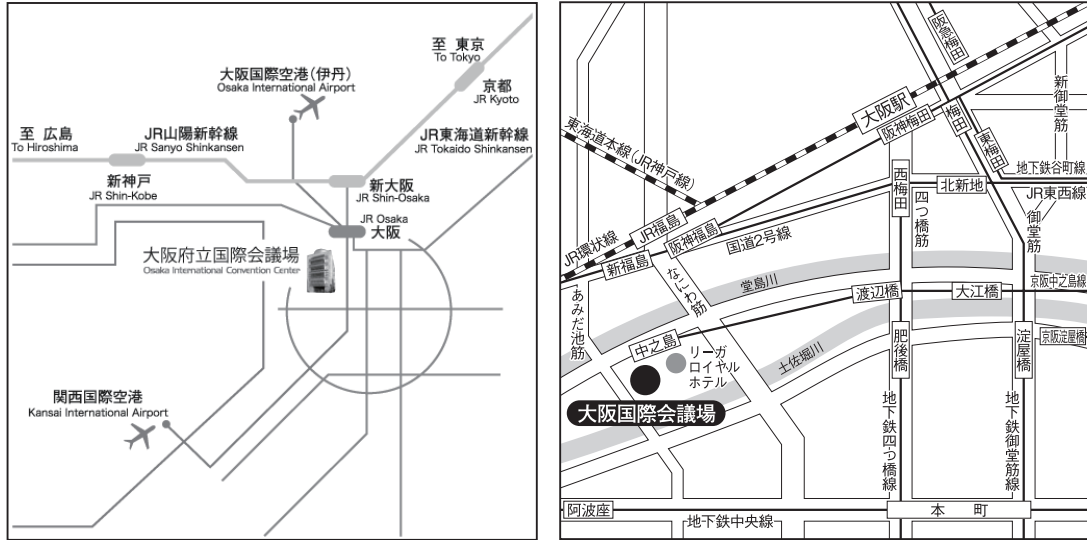 至 東京
To Tokyo
大阪国際空港(伊丹)
Osaka International Airport
京都
JR Kyoto
至 広島
To Hiroshima
JR山陽新幹線
JR Sanyo Shinkansen
JR東海道新幹線
JR Tokaido Shinkansen
新神戸
JR Shin-Kobe
新大阪
JR Shin-Osaka
JR Osaka
大阪
大阪府立国際会議場
Osaka International Convention Center
関西国際空港
Kansai International Airport
阪急梅田
大阪駅
新御堂筋
阪神梅田
梅田
東梅田
東海道本線(JR神戸線)
地下鉄谷町線
西梅田
北新地
JR東西線
四つ橋筋
御堂筋
JR福島
阪神福島
国道2号線
JR環状線
新福島
なにわ筋
堂島川
京阪中之島線
あみだ池筋
渡辺橋
大江橋
中之島
リーガ
ロイヤル
ホテル
土佐堀川
肥後橋
淀屋橋
京阪淀屋橋
大阪国際会議場
地下鉄四つ橋線
地下鉄御堂筋線
阿波座
地下鉄中央線
本町